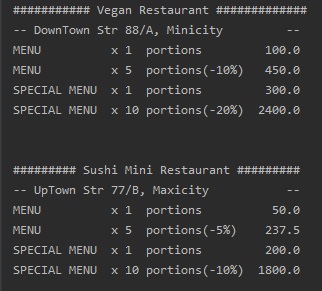 ########### Vegan Restaurant #############
-- DownTown Str 88/A, Minicity         --
MENU          x 1  portions         100.0
MENU          x 5  portions(-10%)   450.0
SPECIAL MENU  x 1  portions         300.0
SPECIAL MENU  x 10 portions(-20%)  2400.0
######### Sushi Mini Restaurant #########
-- UpTown Str 77/B, Maxicity           --
MENU          x 1  portions          50.0
MENU          x 5  portions(-5%)    237.5
SPECIAL MENU  x 1  portions         200.0
SPECIAL MENU  x 10 portions(-10%)  1800.0